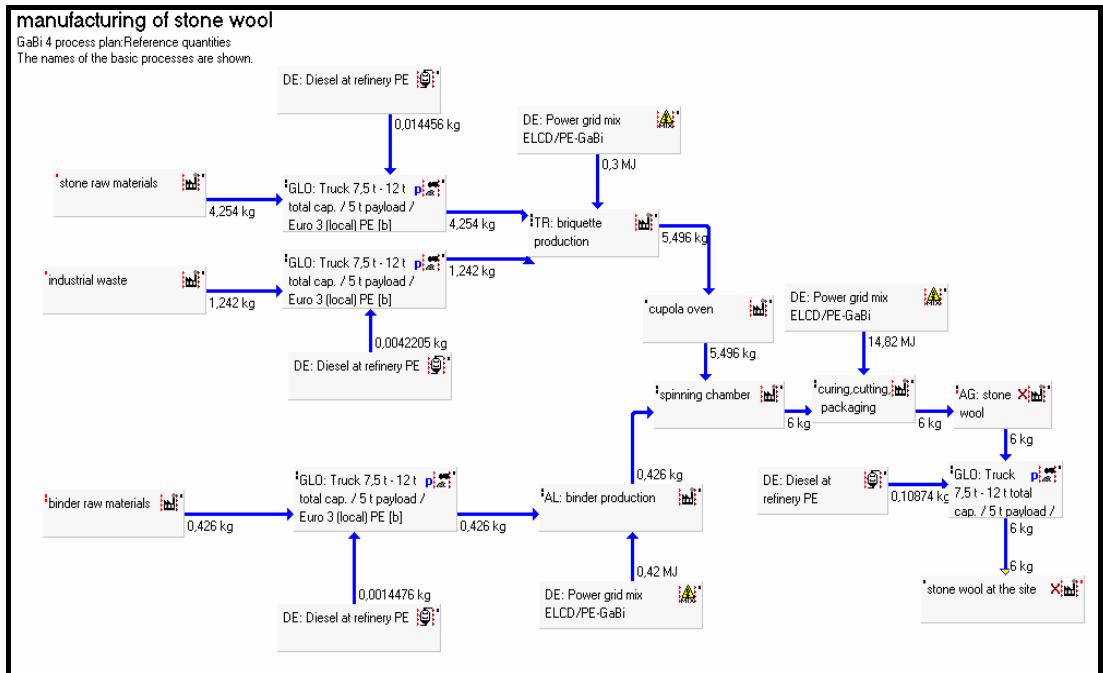 manufacturing of stone wool
GaBi 4 process plan:Reference quantities
The names of the basic processes are shown.
DE: Diesel at refinery PE
0,014456 kg
DE: Power grid mix
ELCD/PE-GaBi
MIX
0,3 MJ
stone raw materials
4,254 kg
GLO: Truck 7,5 t - 12 t
total cap. / 5 t payload /
Euro 3 (local) PE [b]
p
4,254 kg
TR: briquette
production
5,496 kg
industrial waste
1,242 kg
GLO: Truck 7,5 t - 12 t
total cap. / 5 t payload /
Euro 3 (local) PE [b]
p
1,242 kg
0,0042205 kg
DE: Diesel at refinery PE
cupola oven
5,496 kg
DE: Power grid mix
ELCD/PE-GaBi
MIX
14,82 MJ
spinning chamber
6 kg
curing,cutting,
packaging
6 kg
AG: stone
wool
6 kg
DE: Diesel at
refinery PE
0,10874 kg
GLO: Truck
7,5 t - 12 t total
cap. / 5 t payload /
p
6 kg
6 kg
stone wool at the site
binder raw materials
0,426 kg
GLO: Truck 7,5 t - 12 t
total cap. / 5 t payload /
Euro 3 (local) PE [b]
p
0,426 kg
0,0014476 kg
DE: Diesel at refinery PE
AL: binder production
0,426 kg
0,42 MJ
DE: Power grid mix
ELCD/PE-GaBi
MIX